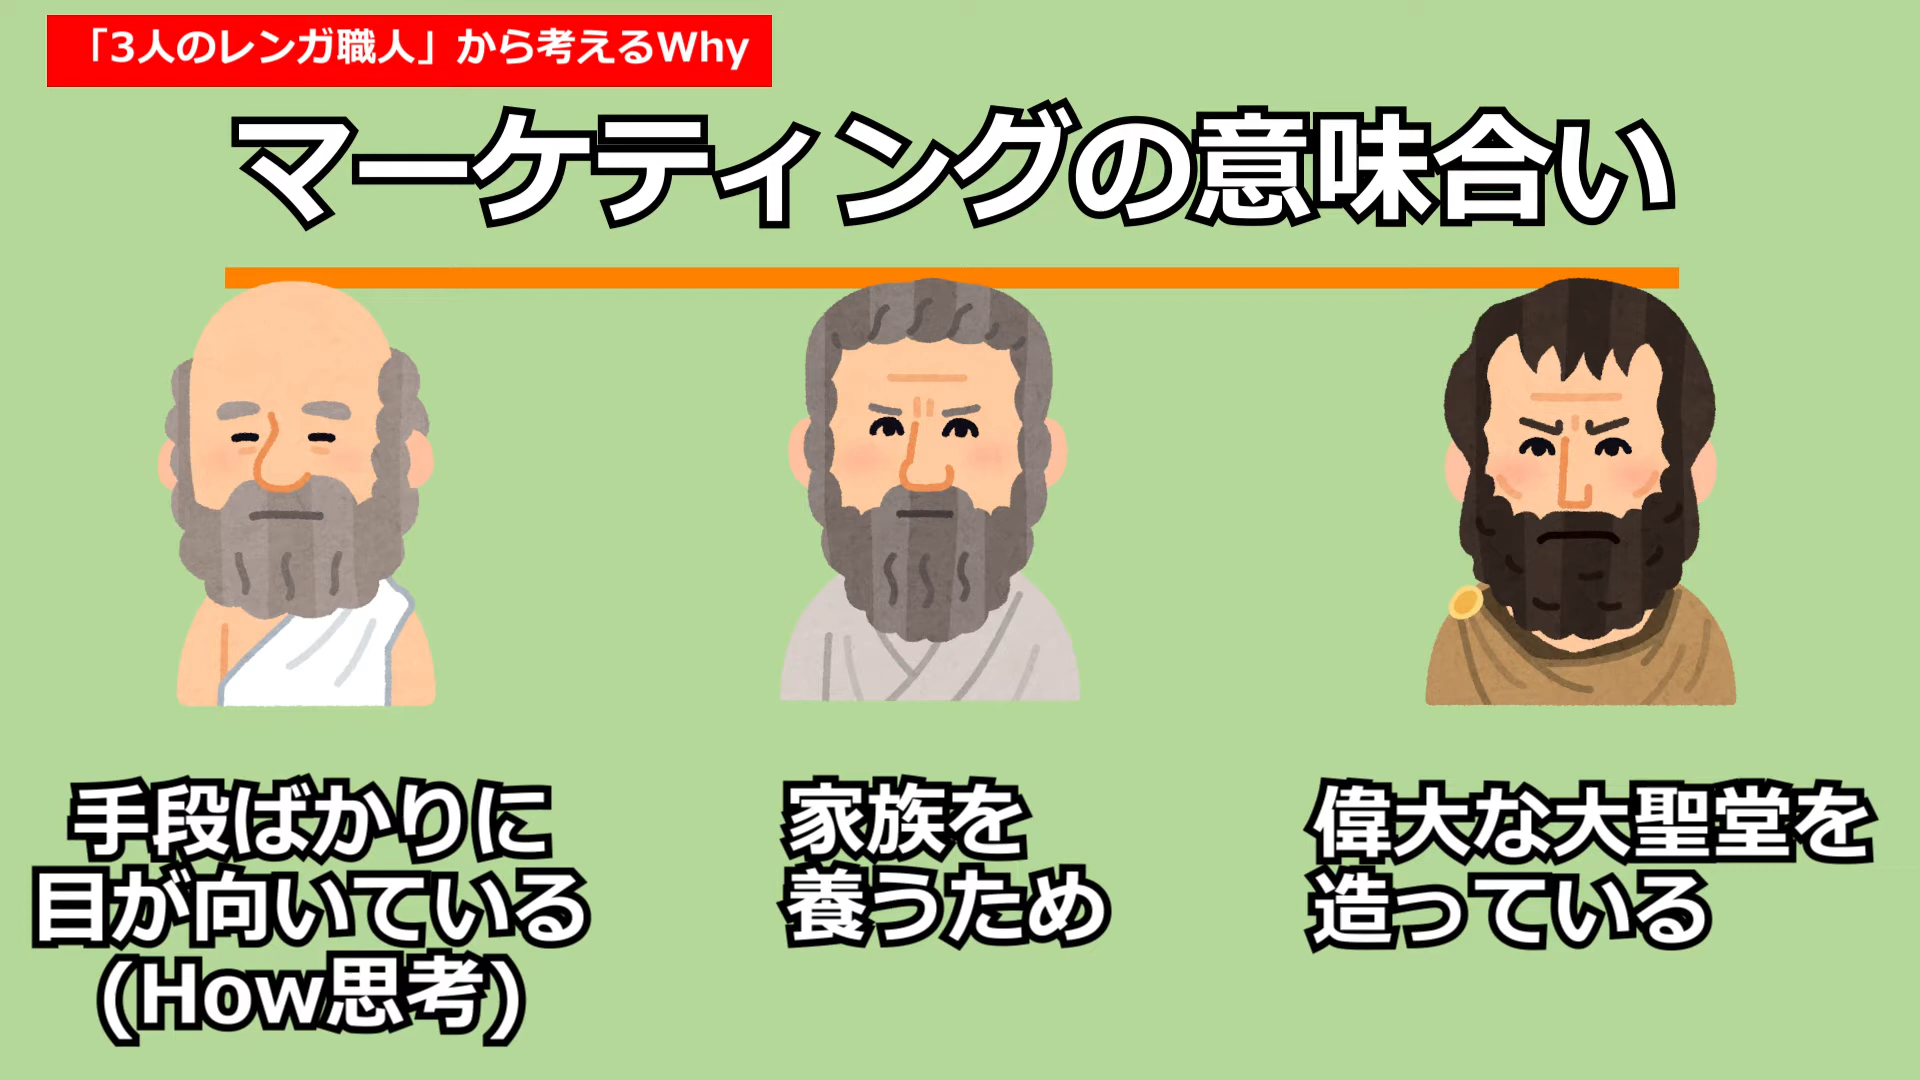 「3人のレンガ職人」から考えるWhy
マーケティングの意味合い
手段ばかりに
目が向いている
(How思考)
家族を
養うため
偉大な大聖堂を
造っている